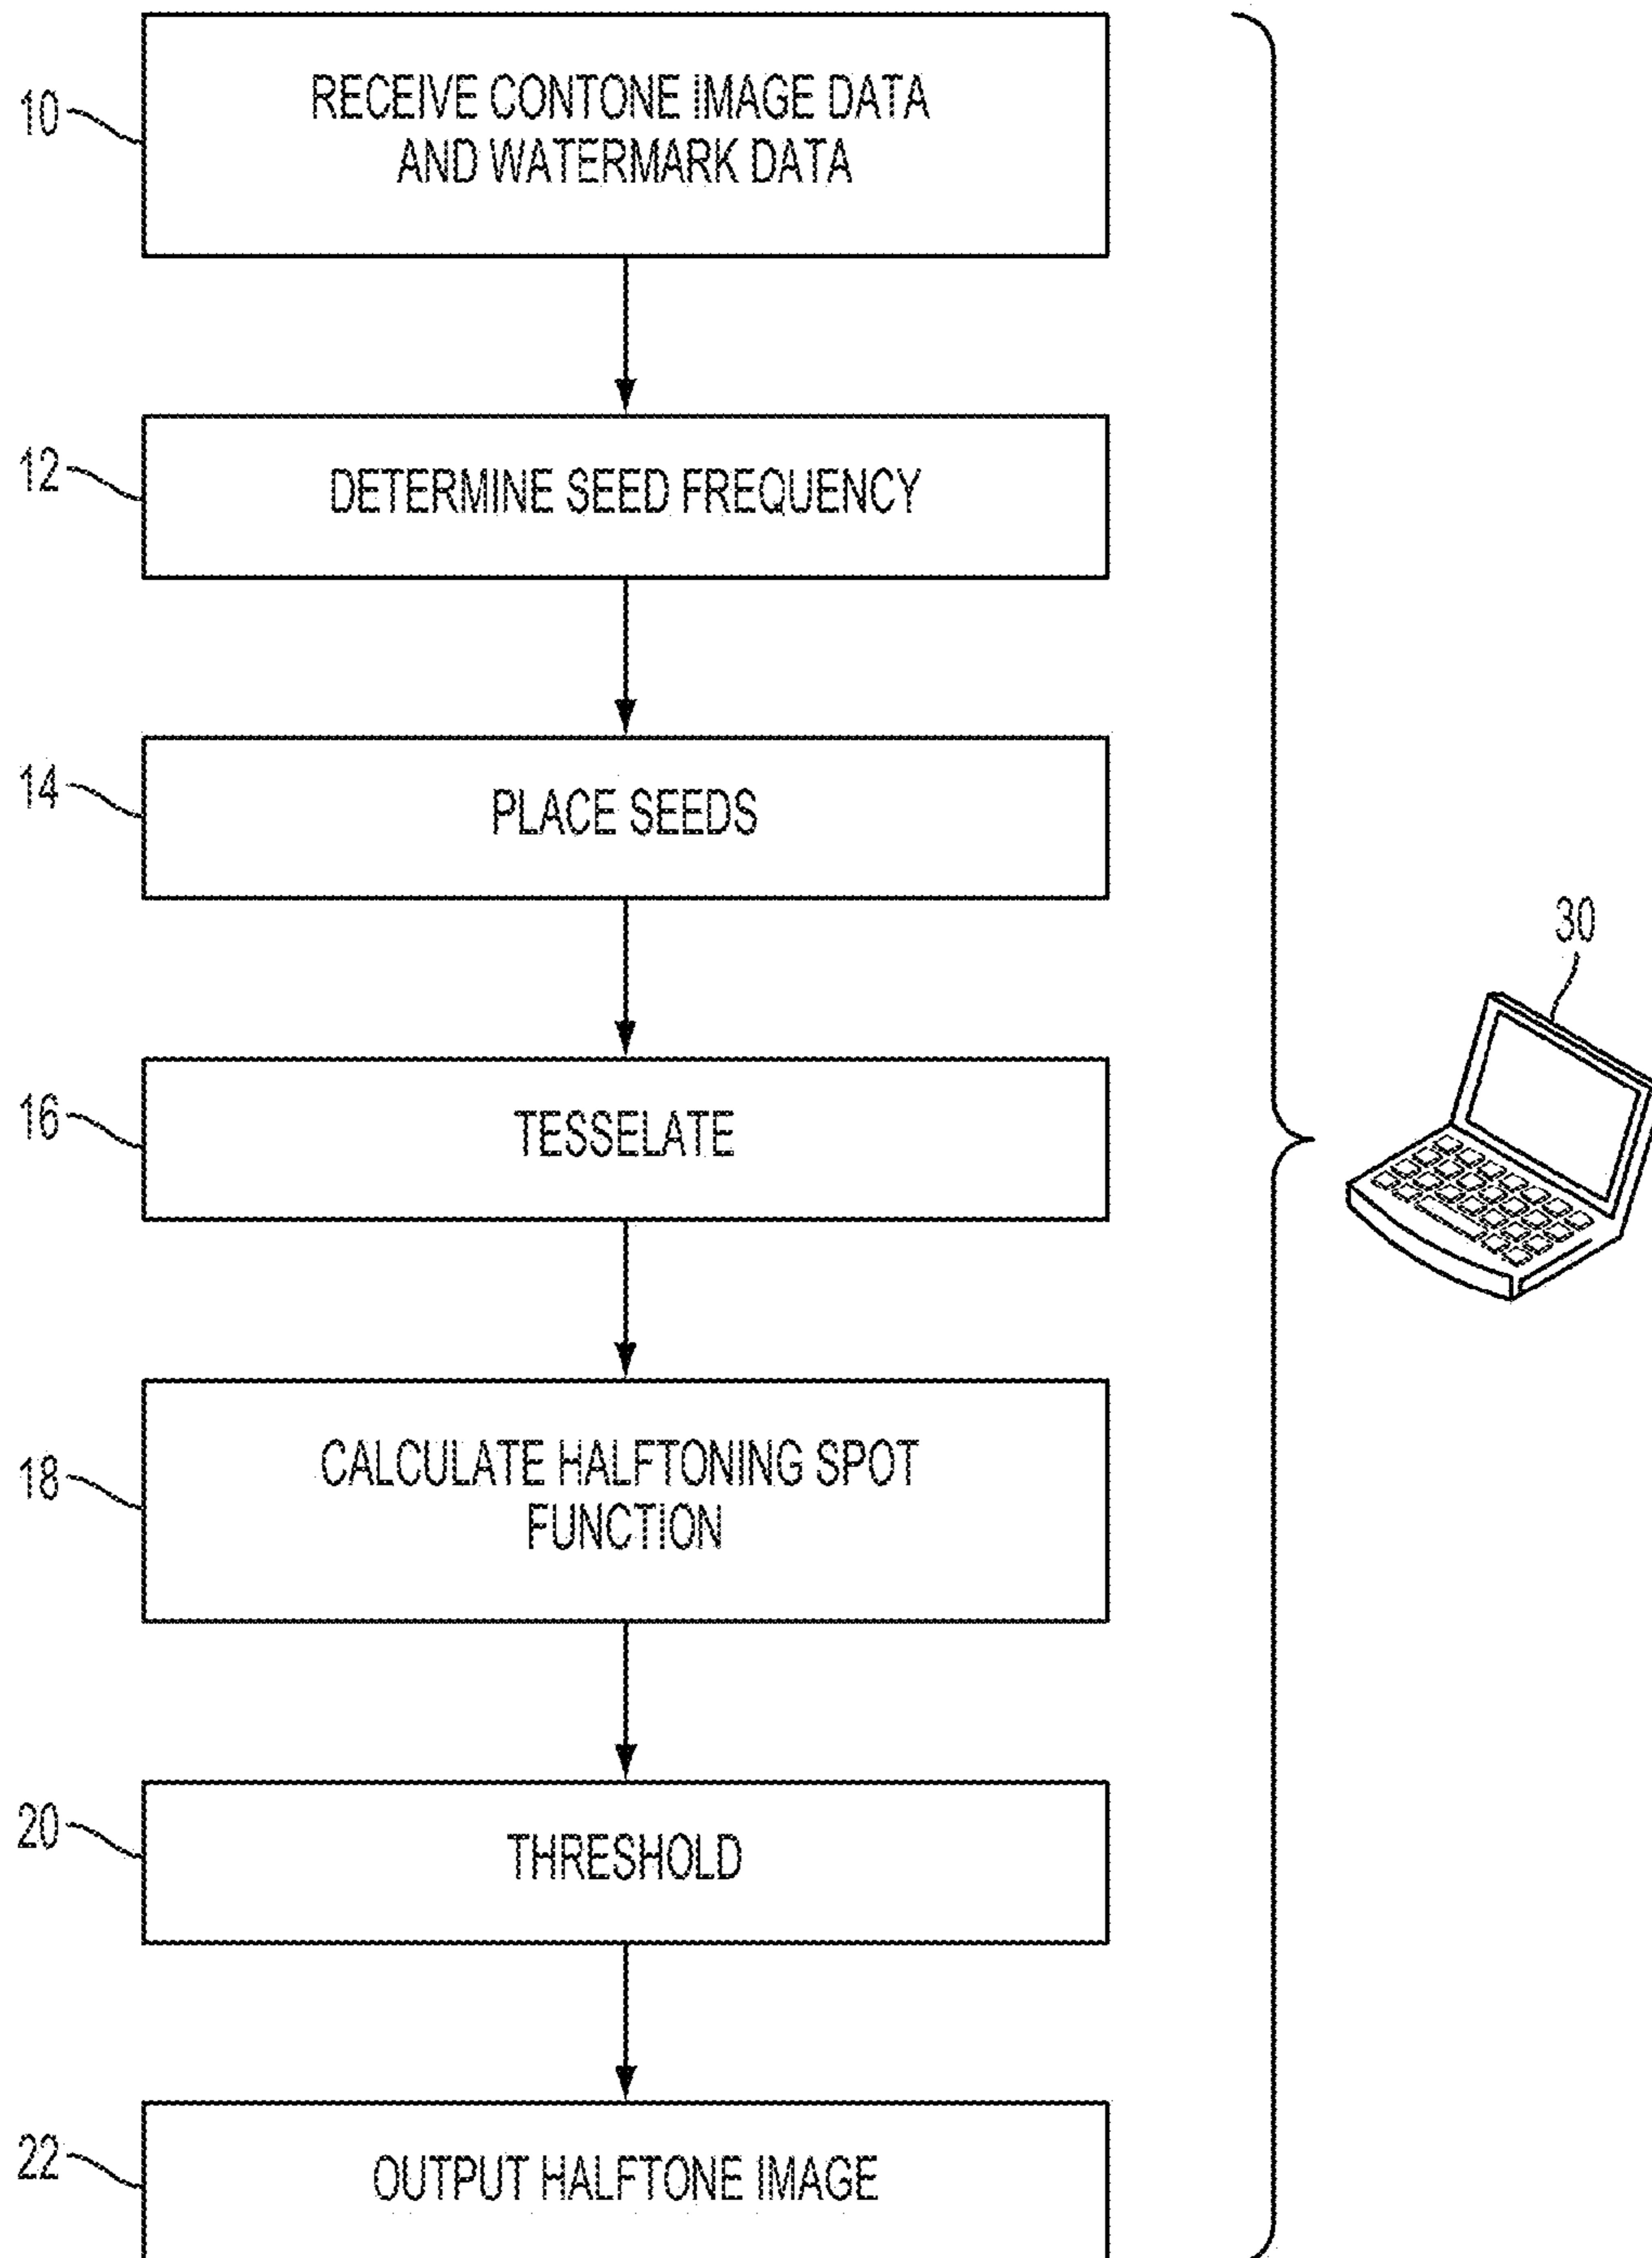 10
RECEIVE CONTONE IMAGE DATA
AND WATERMARK DATA
12
DETERMINE SEED FREQUENCY
14
PLACE SEEDS
30
16
TESSELATE
18
CALCULATE HALFTONING SPOT
FUNCTION
20
THRESHOLD
22
OUTPUT HALFTONE IMAGE